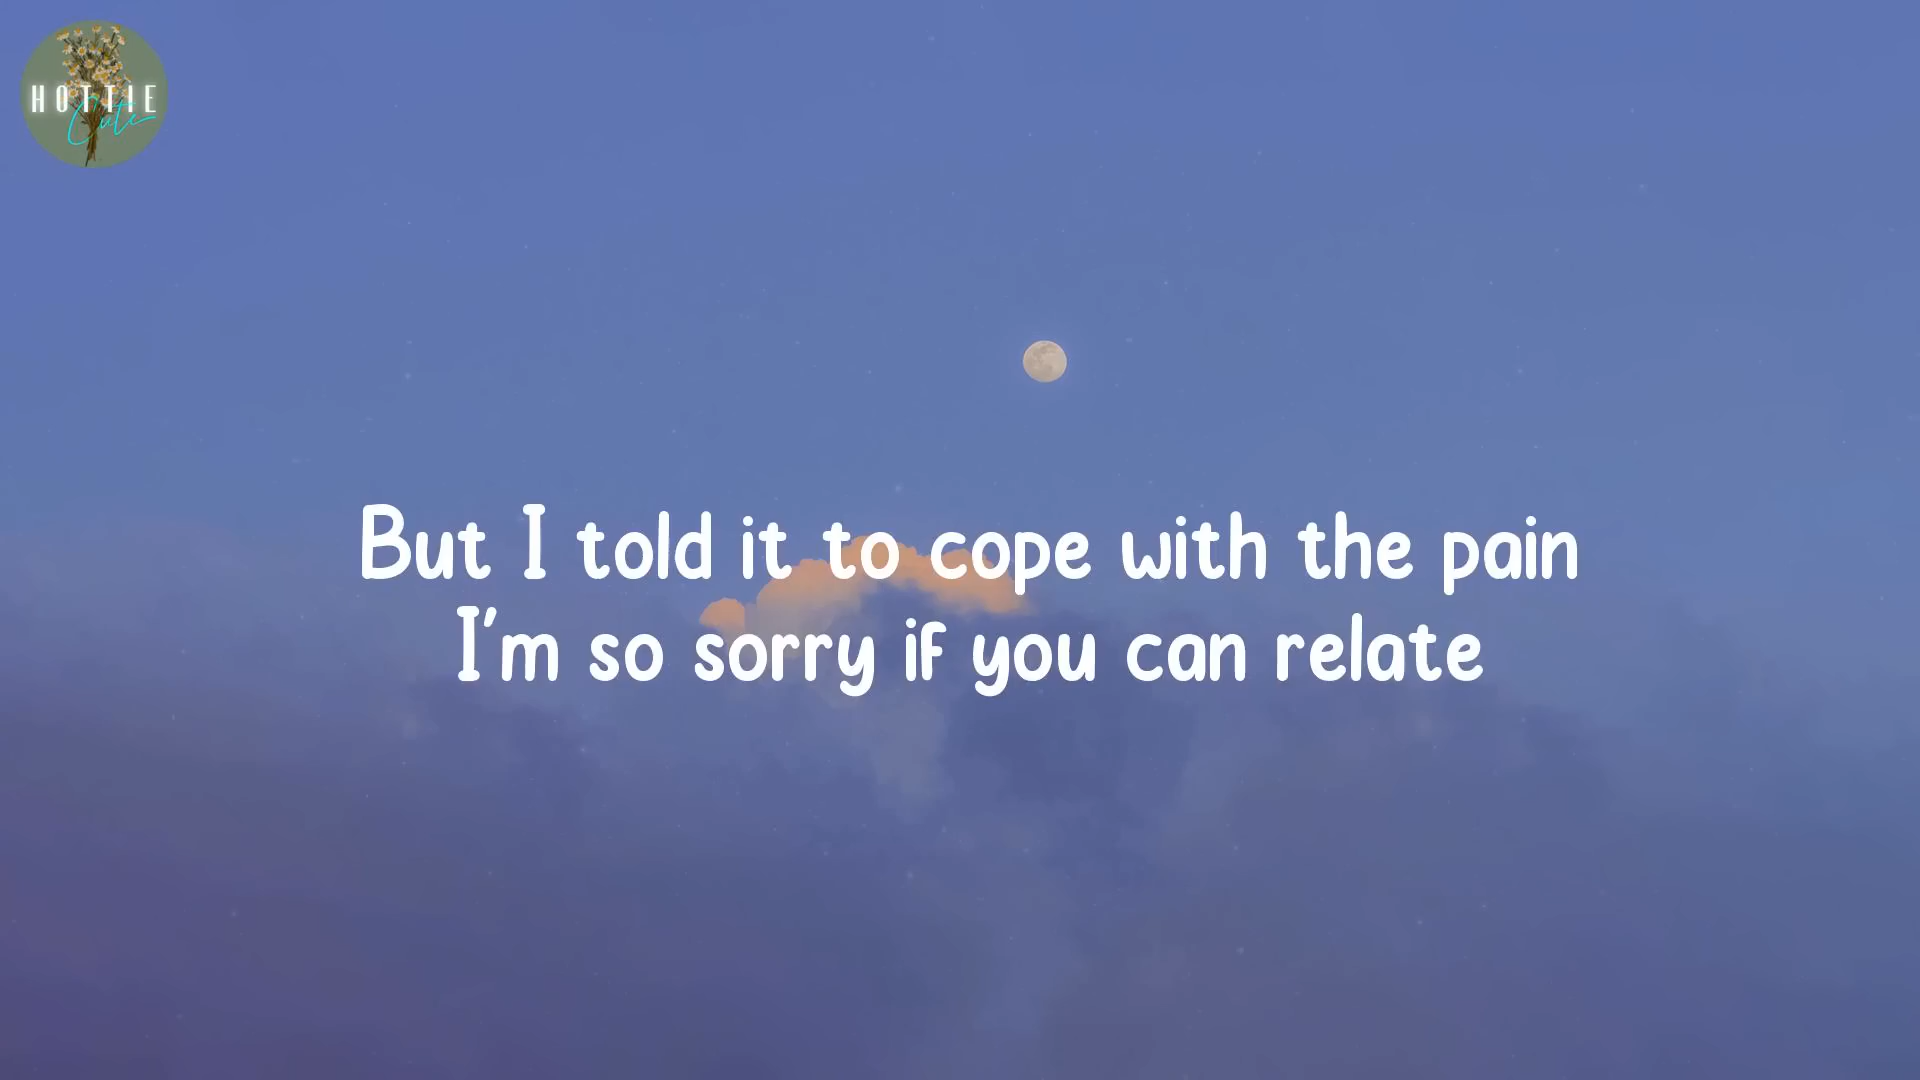 HOTTIE
Cute
But I told it to cope with the pain
I'm so sorry if you can relate